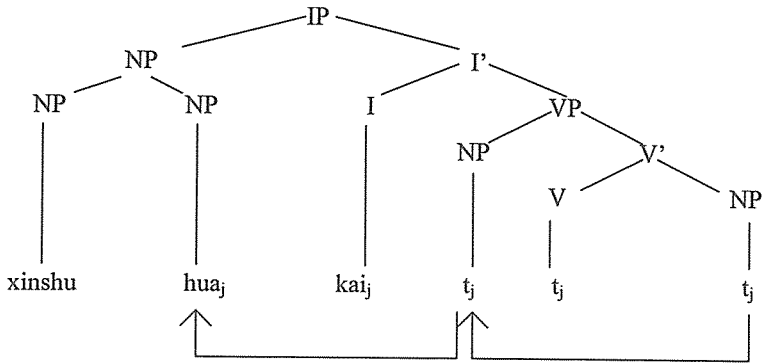 IP
NP I’
NP NP I VP
NP V’
V NP
xinshu huaj kaij tj tj tj